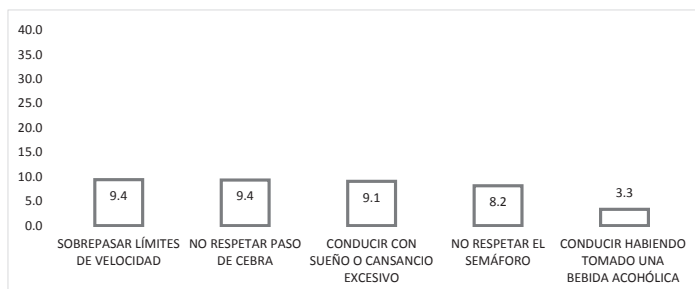 40.0
35.0
30.0
25.0
20.0
15.0
10.0
5.0
0.0
9.4
9.4
9.1
8.2
3.3
SOBREPASAR LÍMITES
DE VELOCIDAD
NO RESPETAR PASO
DE CEBRA
CONDUCIR CON
SUEÑO O CANSANCIO
EXCESIVO
NO RESPETAR EL
SEMÁFORO
CONDUCIR HABIENDO
TOMADO UNA
BEBIDA ACOHÓLICA